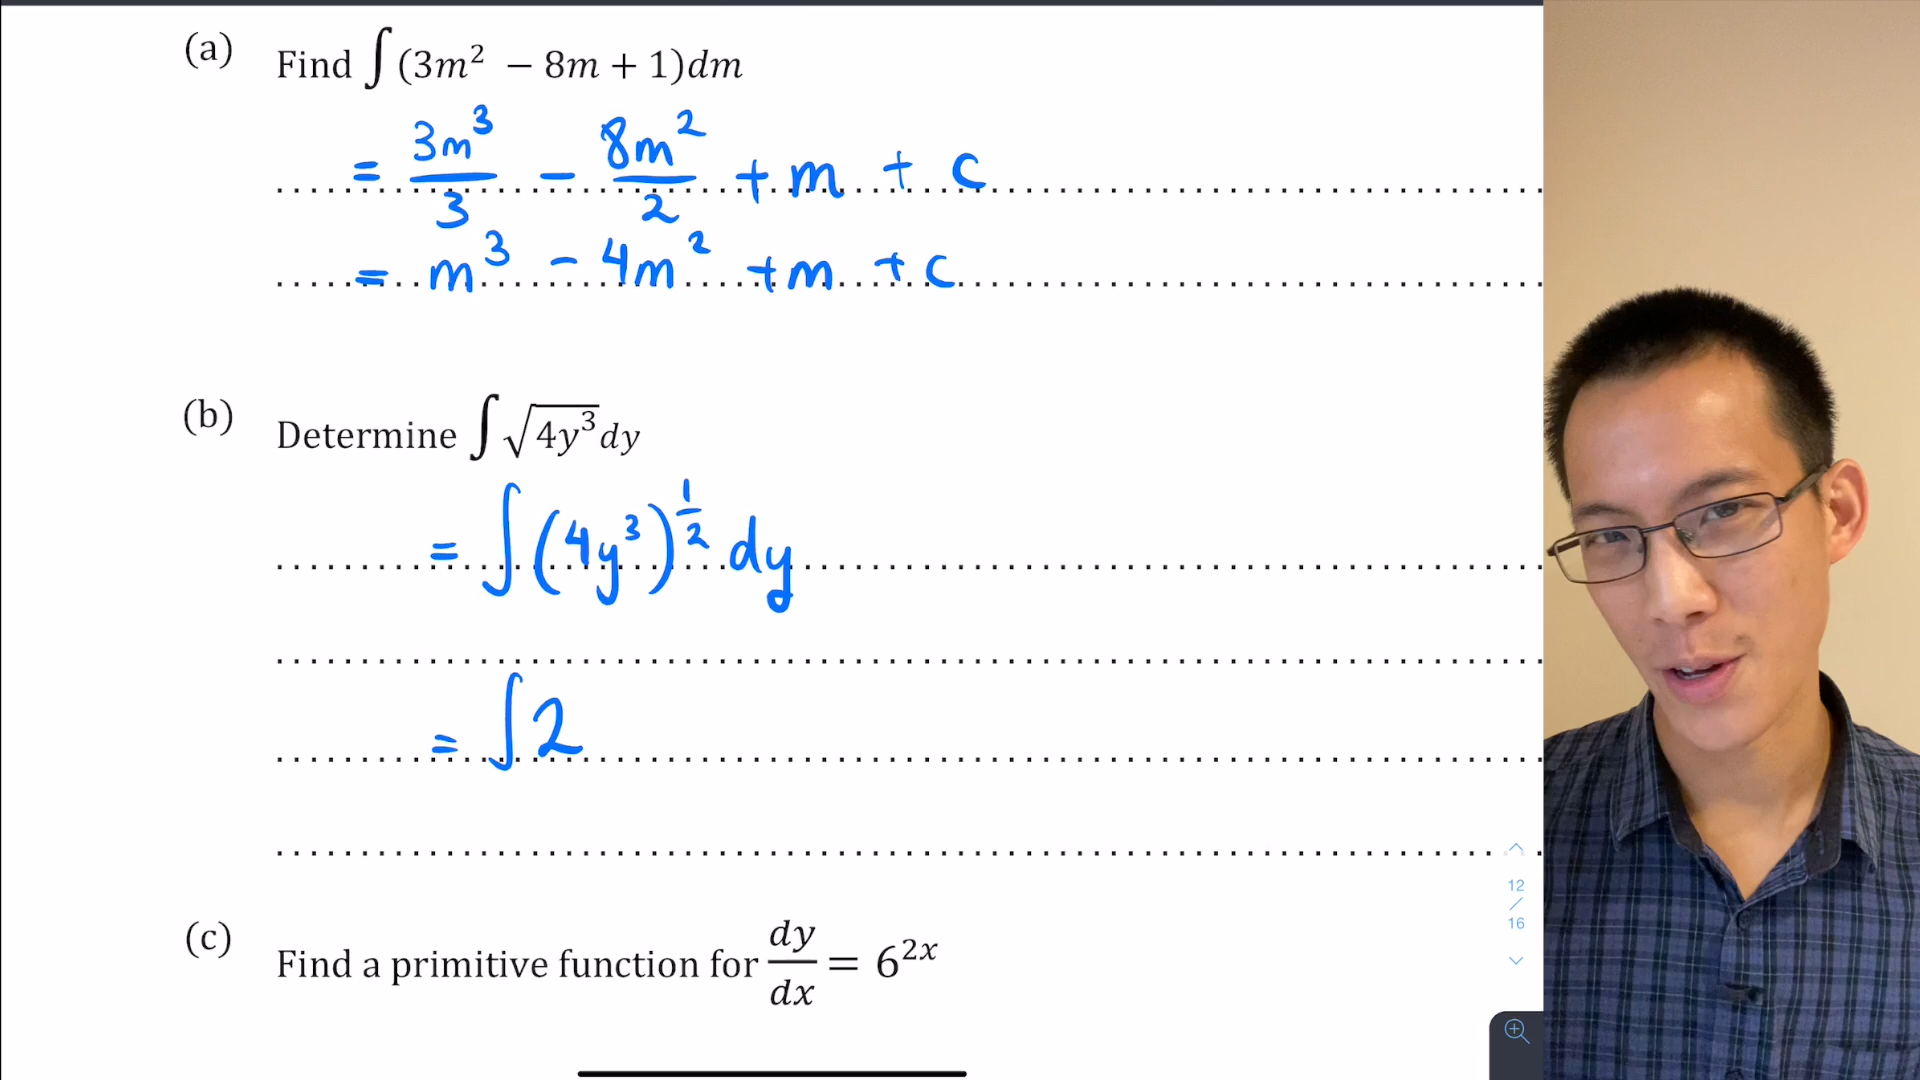 (a) Find ∫(3m² − 8m + 1)dm
= 3m³/3 − 8m²/2 + m + c
= m³ − 4m² + m + c
(b) Determine ∫√(4y³)dy
= ∫(4y³)^(1/2) dy
= ∫2
(c) Find a primitive function for dy/dx = 6^(2x)
12
/
16